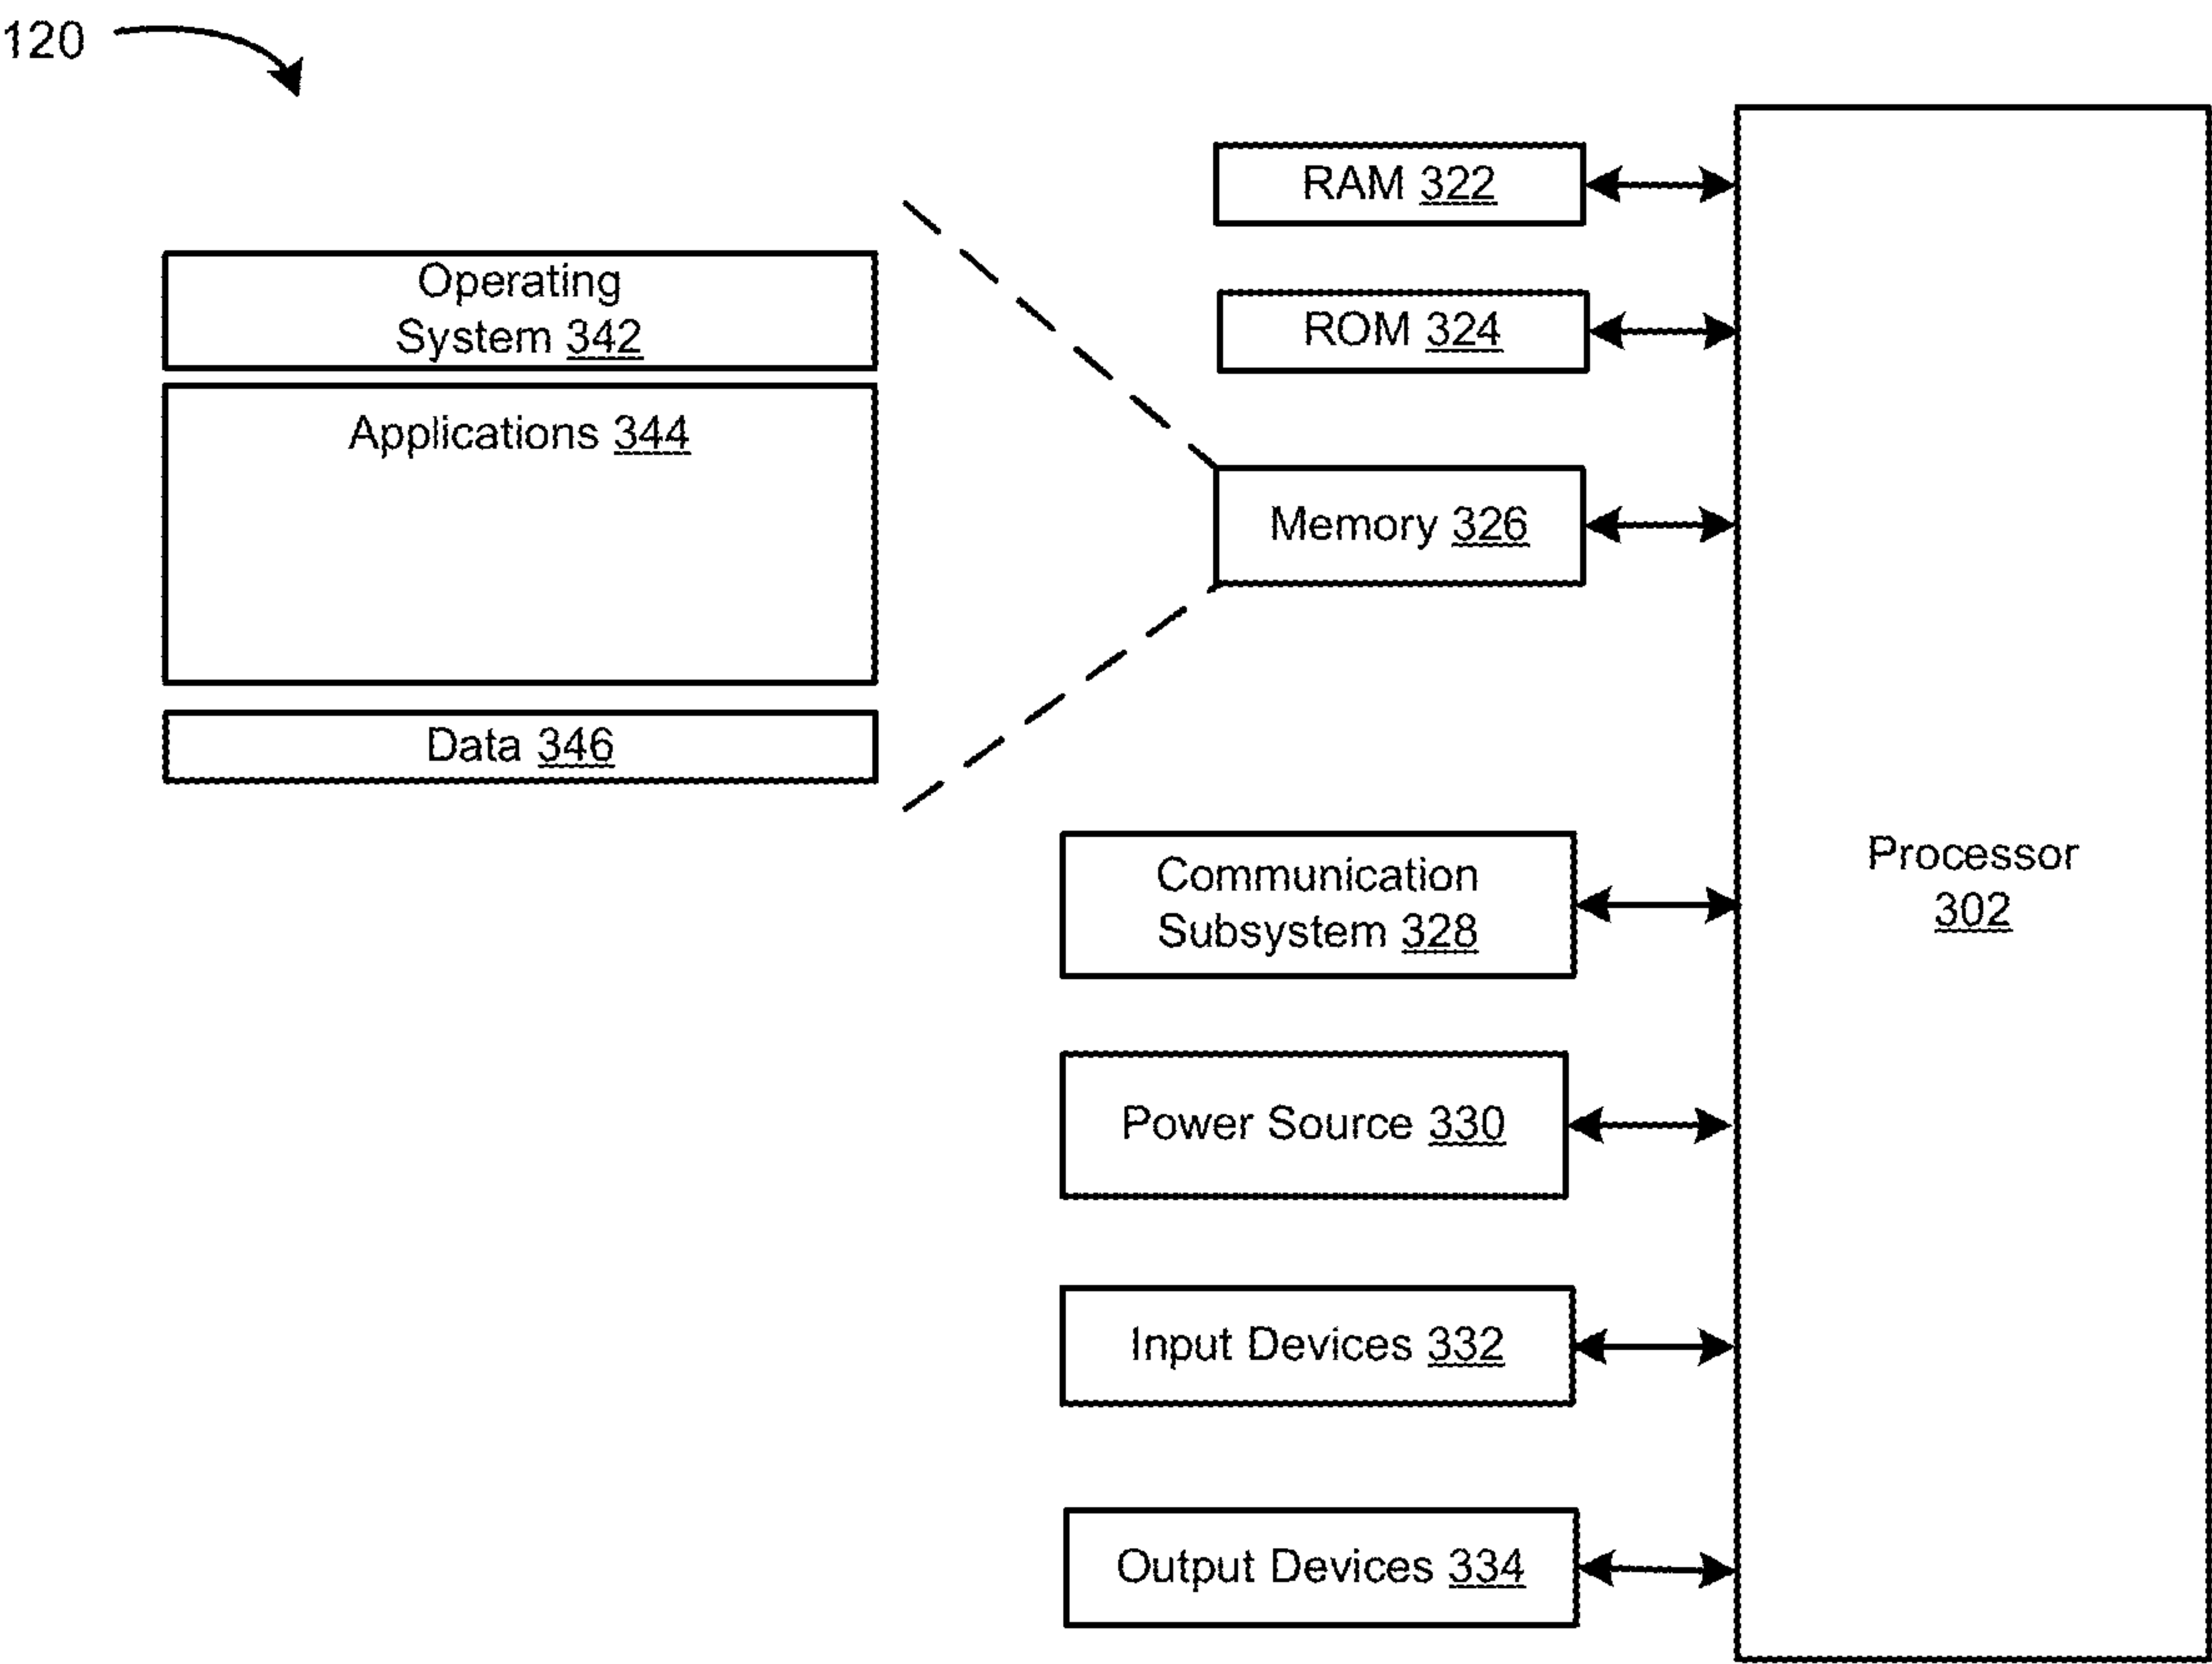 120
Operating
System 342
Applications 344
Data 346
RAM 322
ROM 324
Memory 326
Communication
Subsystem 328
Power Source 330
Input Devices 332
Output Devices 334
Processor
302